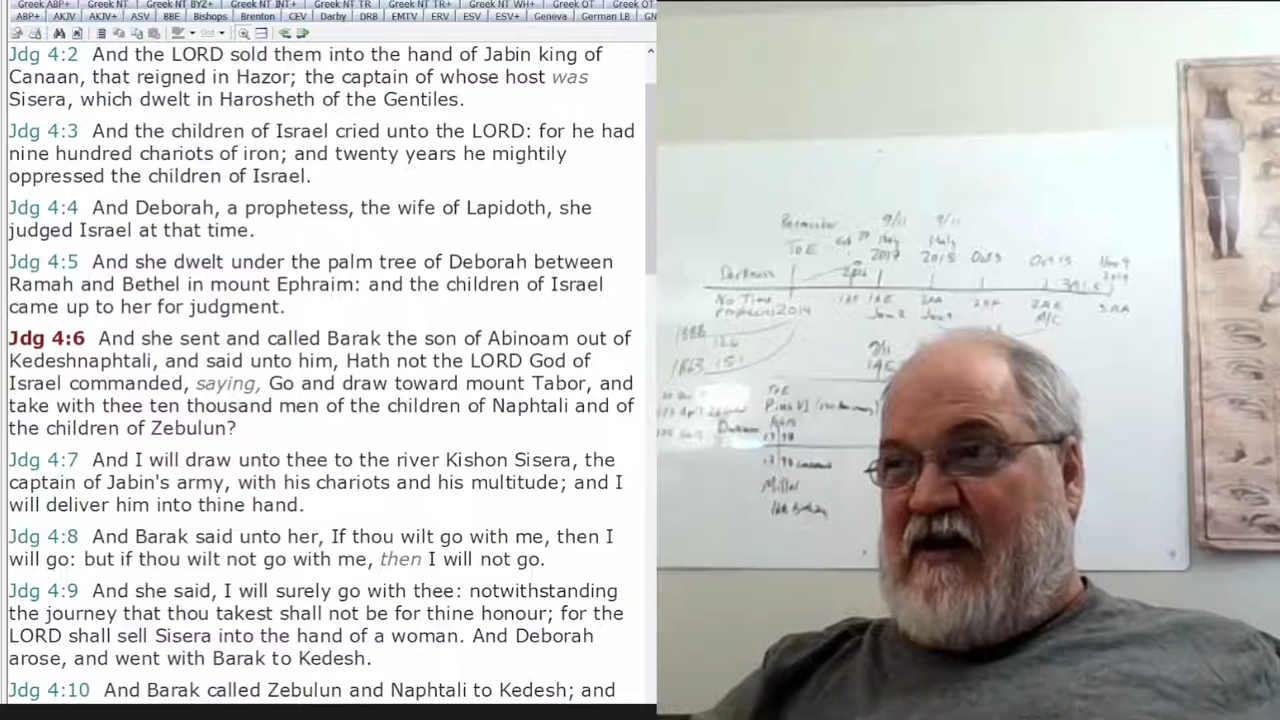 Greek ABP+ Greek NT Greek NT BYZ+ Greek NT INT+ Greek NT TR Greek NT TR+ Greek NT WH+ Greek OT Greek OT
ABP+ AKJV AKJV+ ASV BBE Bishops Brenton CEV Darby DRB EMTV ERV ESV ESV+ Geneva German LB GN
Jdg 4:2 And the LORD sold them into the hand of Jabin king of
Canaan, that reigned in Hazor; the captain of whose host was
Sisera, which dwelt in Harosheth of the Gentiles.
Jdg 4:3 And the children of Israel cried unto the LORD: for he had
nine hundred chariots of iron; and twenty years he mightily
oppressed the children of Israel.
Jdg 4:4 And Deborah, a prophetess, the wife of Lapidoth, she
judged Israel at that time.
Jdg 4:5 And she dwelt under the palm tree of Deborah between
Ramah and Bethel in mount Ephraim: and the children of Israel
came up to her for judgment.
Jdg 4:6 And she sent and called Barak the son of Abinoam out of
Kedeshnaphtali, and said unto him, Hath not the LORD God of
Israel commanded, saying, Go and draw toward mount Tabor, and
take with thee ten thousand men of the children of Naphtali and of
the children of Zebulun?
Jdg 4:7 And I will draw unto thee to the river Kishon Sisera, the
captain of Jabin's army, with his chariots and his multitude; and I
will deliver him into thine hand.
Jdg 4:8 And Barak said unto her, If thou wilt go with me, then I
will go: but if thou wilt not go with me, then I will not go.
Jdg 4:9 And she said, I will surely go with thee: notwithstanding
the journey that thou takest shall not be for thine honour; for the
LORD shall sell Sisera into the hand of a woman. And Deborah
arose, and went with Barak to Kedesh.
Jdg 4:10 And Barak called Zebulun and Naphtali to Kedesh; and
9/11 9/11
ToE
Darkness
No Time 2014
1863 151
9/11
1AE
ToE
Pius VI
1798
Miller